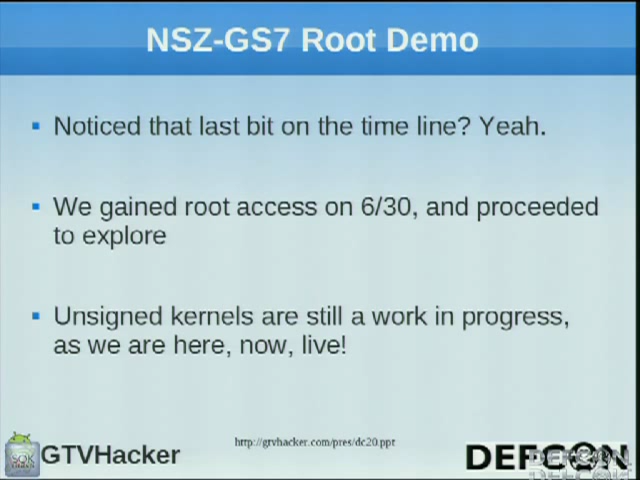 NSZ-GS7 Root Demo
Noticed that last bit on the time line? Yeah.
We gained root access on 6/30, and proceeded
to explore
Unsigned kernels are still a work in progress,
as we are here, now, live!
http://gtvhacker.com/pres/dc20.ppt
GTVHacker
DEFCON
DEFCON